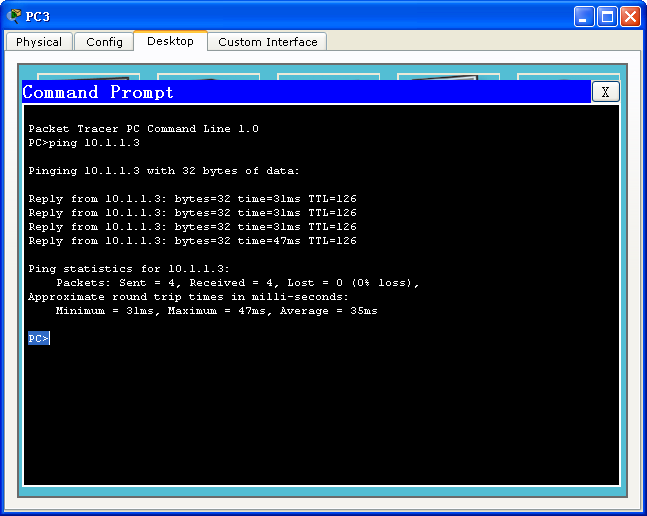 PC3
Physical Config Desktop Custom Interface
Command Prompt X
Packet Tracer PC Command Line 1.0
PC>ping 10.1.1.3
Pinging 10.1.1.3 with 32 bytes of data:
Reply from 10.1.1.3: bytes=32 time=31ms TTL=126
Reply from 10.1.1.3: bytes=32 time=31ms TTL=126
Reply from 10.1.1.3: bytes=32 time=31ms TTL=126
Reply from 10.1.1.3: bytes=32 time=47ms TTL=126
Ping statistics for 10.1.1.3:
Packets: Sent = 4, Received = 4, Lost = 0 (0% loss),
Approximate round trip times in milli-seconds:
Minimum = 31ms, Maximum = 47ms, Average = 35ms
PC>